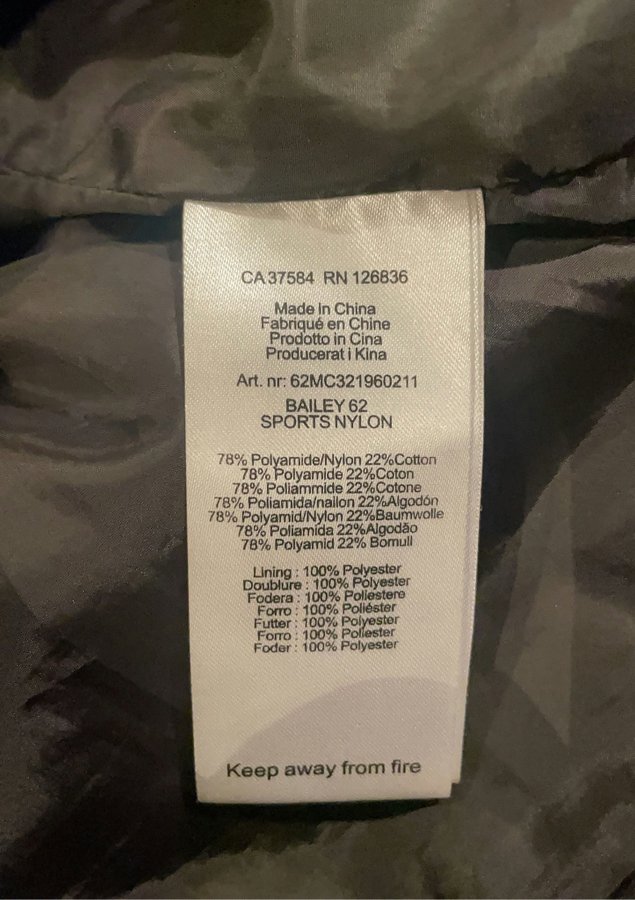 CA37584 RN 126836
Made in China
Fabriqué en Chine
Prodotto in Cina
Producerat i Kina
Art. nr: 62MC321960211
BAILEY 62
SPORTS NYLON
78% Polyamide/Nylon 22%Cotton
78% Polyamide 22%Coton
78% Poliammide 22%Cotone
78% Poliamida/nailon 22%Algodón
78% Polyamid/Nylon 22%Baumwolle
78% Poliamida 22%Algodão
78% Polyamid 22% Bomull
Lining : 100% Polyester
Doublure : 100% Polyester
Fodera : 100% Poliestere
Forro : 100% Poliéster
Futter : 100% Polyester
Forro : 100% Poliester
Foder : 100% Polyester
Keep away from fire